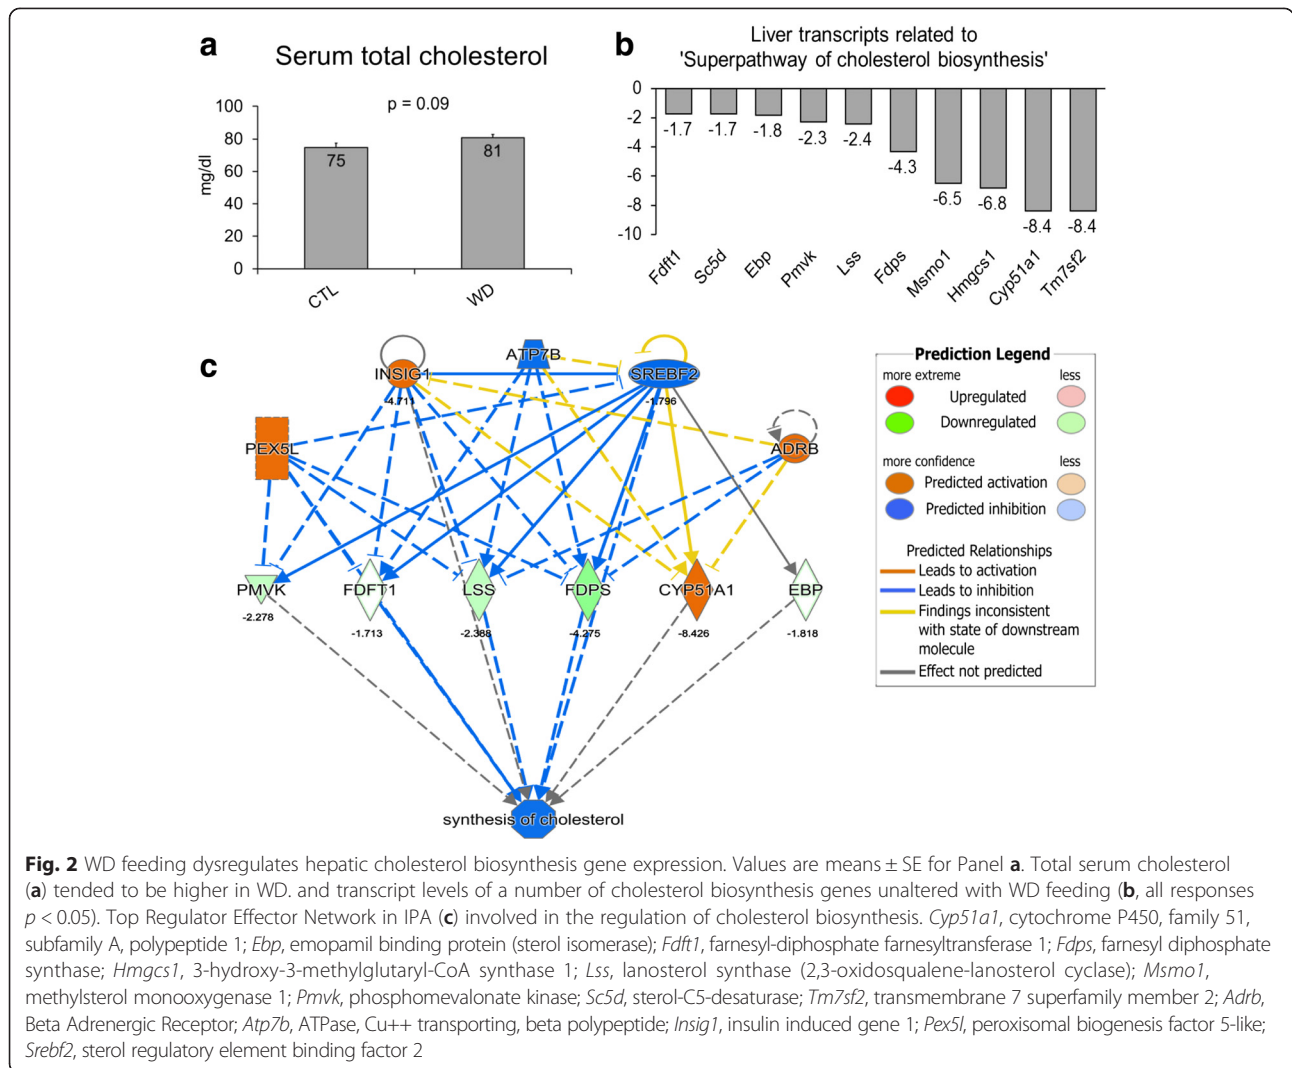 a
Serum total cholesterol
p = 0.09
mg/dl
100
80
60
40
20
0
75
81
CTL
WD
b
Liver transcripts related to
'Superpathway of cholesterol biosynthesis'
0
-2
-4
-6
-8
-10
-1.7
-1.7
-1.8
-2.3
-2.4
-4.3
-6.5
-6.8
-8.4
-8.4
Fdft1
Sc5d
Ebp
Pmvk
Lss
Fdps
Msmo1
Hmgcs1
Cyp51a1
Tm7sf2
c
INSIG1
-4.711
ATP7B
SREBF2
-1.796
PEX5L
ADRB
PMVK
-2.278
FDFT1
-1.713
LSS
-2.388
FDPS
-4.275
CYP51A1
-8.426
EBP
-1.818
synthesis of cholesterol
Prediction Legend
more extreme less
Upregulated
Downregulated
more confidence less
Predicted activation
Predicted inhibition
Predicted Relationships
Leads to activation
Leads to inhibition
Findings inconsistent
with state of downstream
molecule
Effect not predicted
Fig. 2 WD feeding dysregulates hepatic cholesterol biosynthesis gene expression. Values are means ± SE for Panel a. Total serum cholesterol
(a) tended to be higher in WD. and transcript levels of a number of cholesterol biosynthesis genes unaltered with WD feeding (b, all responses
p < 0.05). Top Regulator Effector Network in IPA (c) involved in the regulation of cholesterol biosynthesis. Cyp51a1, cytochrome P450, family 51,
subfamily A, polypeptide 1; Ebp, emopamil binding protein (sterol isomerase); Fdft1, farnesyl-diphosphate farnesyltransferase 1; Fdps, farnesyl diphosphate
synthase; Hmgcs1, 3-hydroxy-3-methylglutaryl-CoA synthase 1; Lss, lanosterol synthase (2,3-oxidosqualene-lanosterol cyclase); Msmo1,
methylsterol monooxygenase 1; Pmvk, phosphomevalonate kinase; Sc5d, sterol-C5-desaturase; Tm7sf2, transmembrane 7 superfamily member 2; Adrb,
Beta Adrenergic Receptor; Atp7b, ATPase, Cu++ transporting, beta polypeptide; Insig1, insulin induced gene 1; Pex5l, peroxisomal biogenesis factor 5-like;
Srebf2, sterol regulatory element binding factor 2